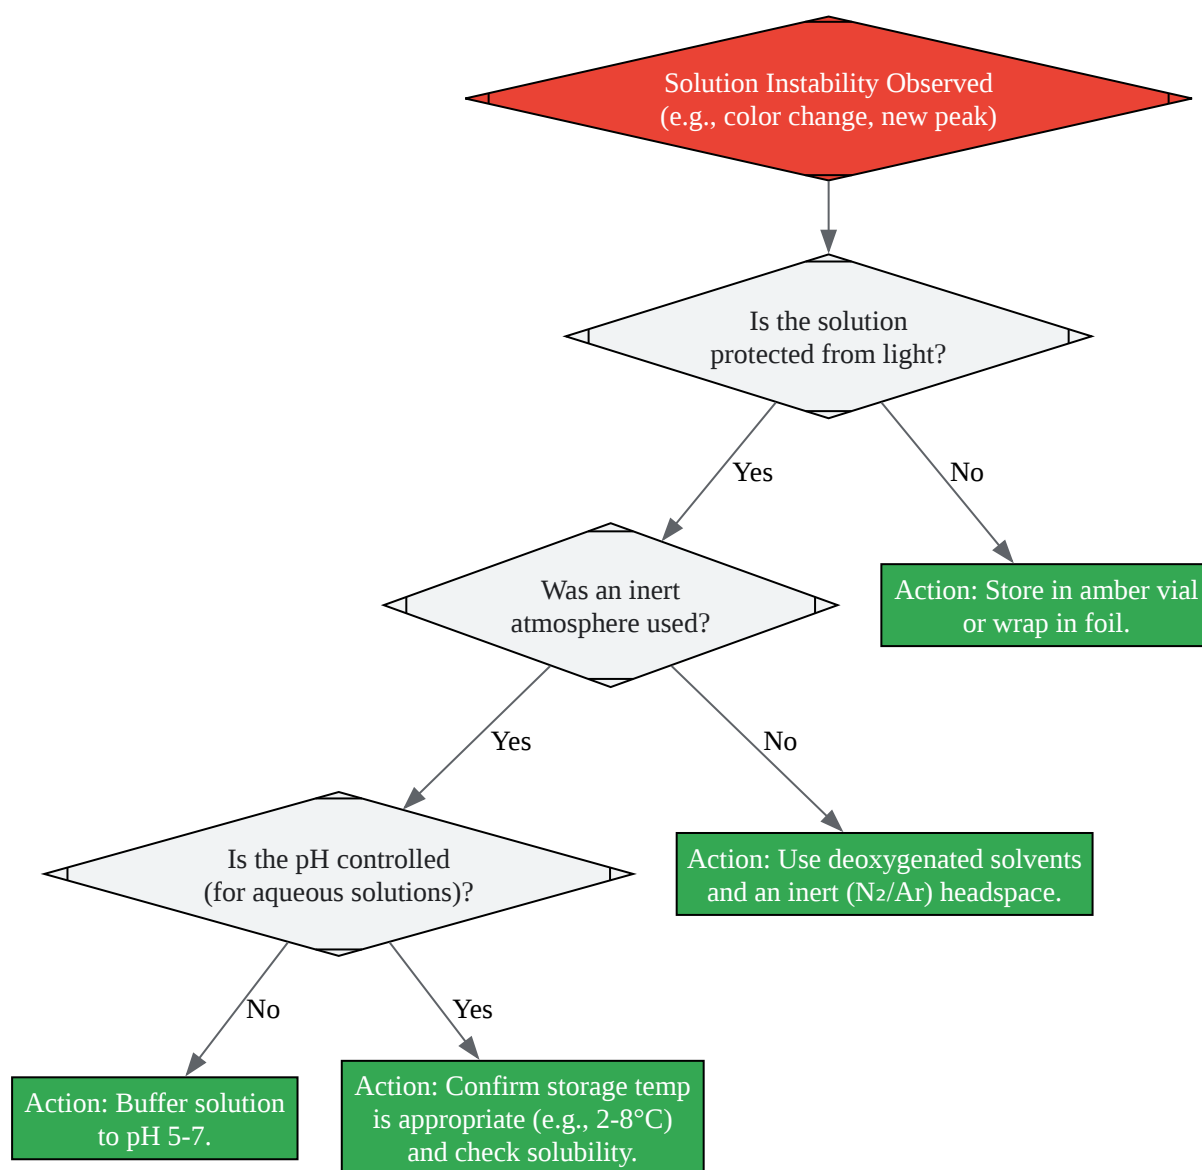 Solution Instability Observed
(e.g., color change, new peak)
Is the solution
protected from light?
Yes
No
Was an inert
atmosphere used?
Action: Store in amber vial
or wrap in foil.
Yes
No
Is the pH controlled
(for aqueous solutions)?
Action: Use deoxygenated solvents
and an inert (N₂/Ar) headspace.
No
Yes
Action: Buffer solution
to pH 5-7.
Action: Confirm storage temp
is appropriate (e.g., 2-8°C)
and check solubility.